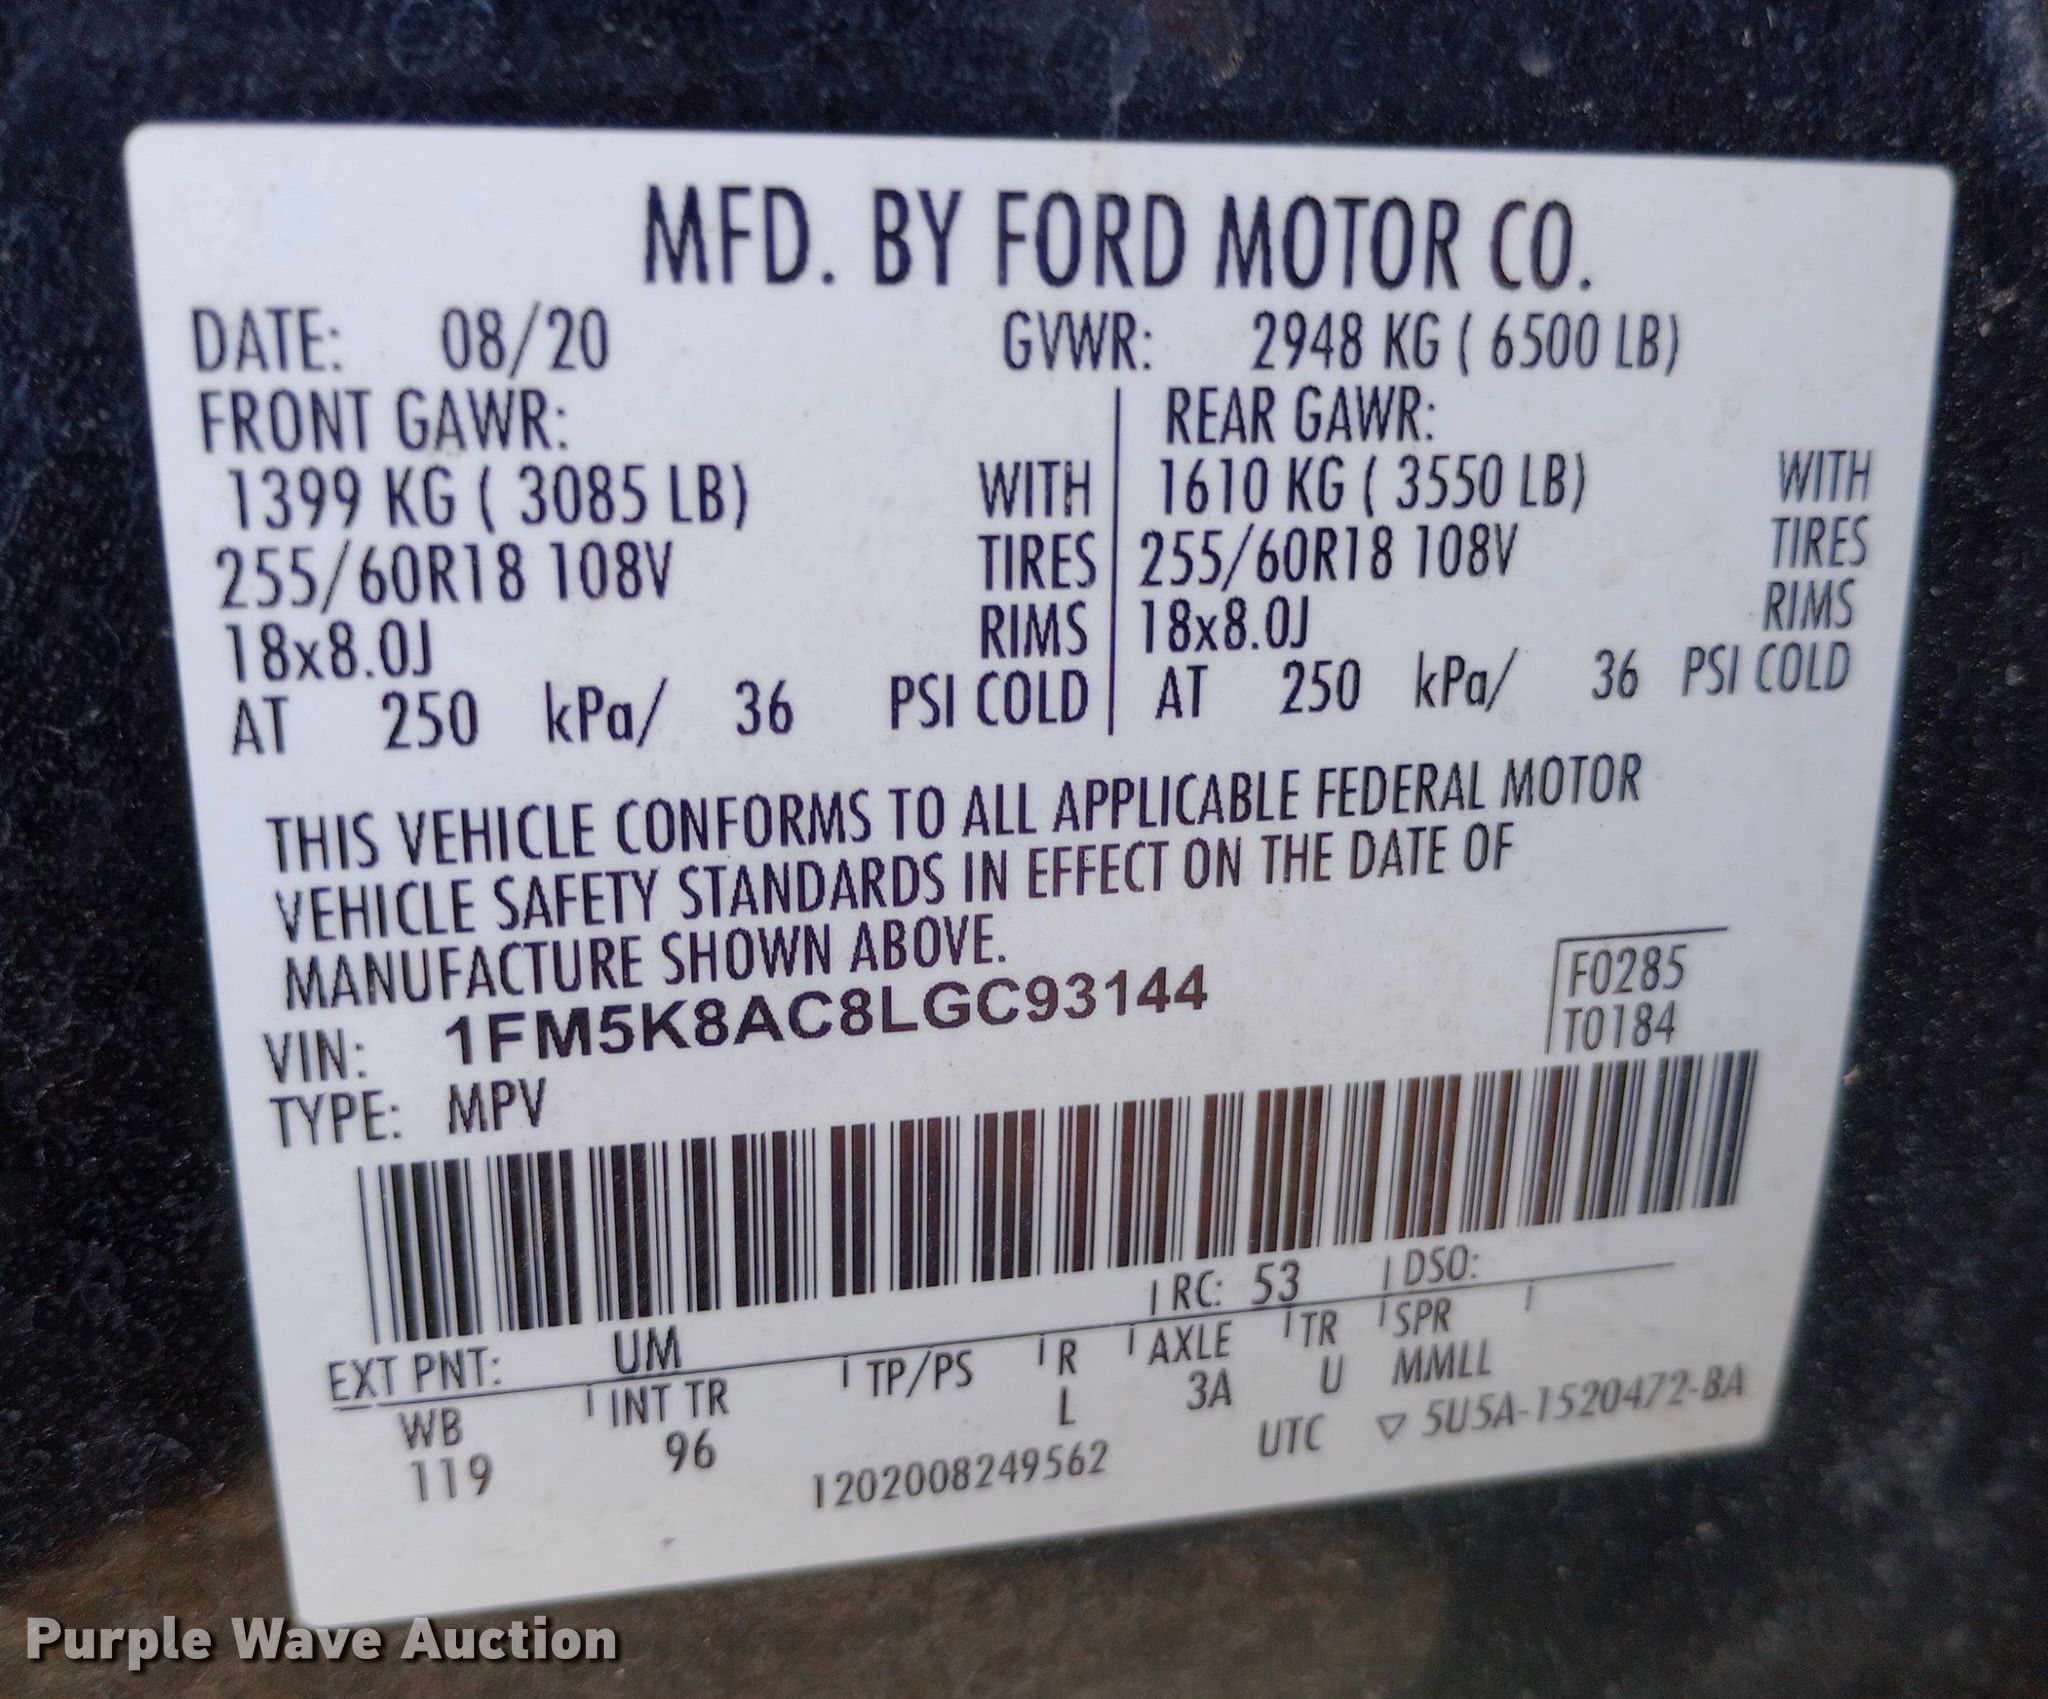 MFD. BY FORD MOTOR CO.
DATE: 08/20 GVWR: 2948 KG ( 6500 LB)
FRONT GAWR: REAR GAWR:
1399 KG ( 3085 LB) WITH 1610 KG ( 3550 LB) WITH
255/60R18 108V TIRES 255/60R18 108V TIRES
18x8.0J RIMS 18x8.0J RIMS
AT 250 kPa/ 36 PSI COLD AT 250 kPa/ 36 PSI COLD
THIS VEHICLE CONFORMS TO ALL APPLICABLE FEDERAL MOTOR
VEHICLE SAFETY STANDARDS IN EFFECT ON THE DATE OF
MANUFACTURE SHOWN ABOVE.
VIN: 1FM5K8AC8LGC93144 F0285
TYPE: MPV T0184
EXT PNT: UM RC: 53 DSO:
WB INT TR TP/PS R AXLE TR SPR
119 96 L 3A U MMLL
1202008249562 UTC ▽ 5U5A-1520472-BA
Purple Wave Auction